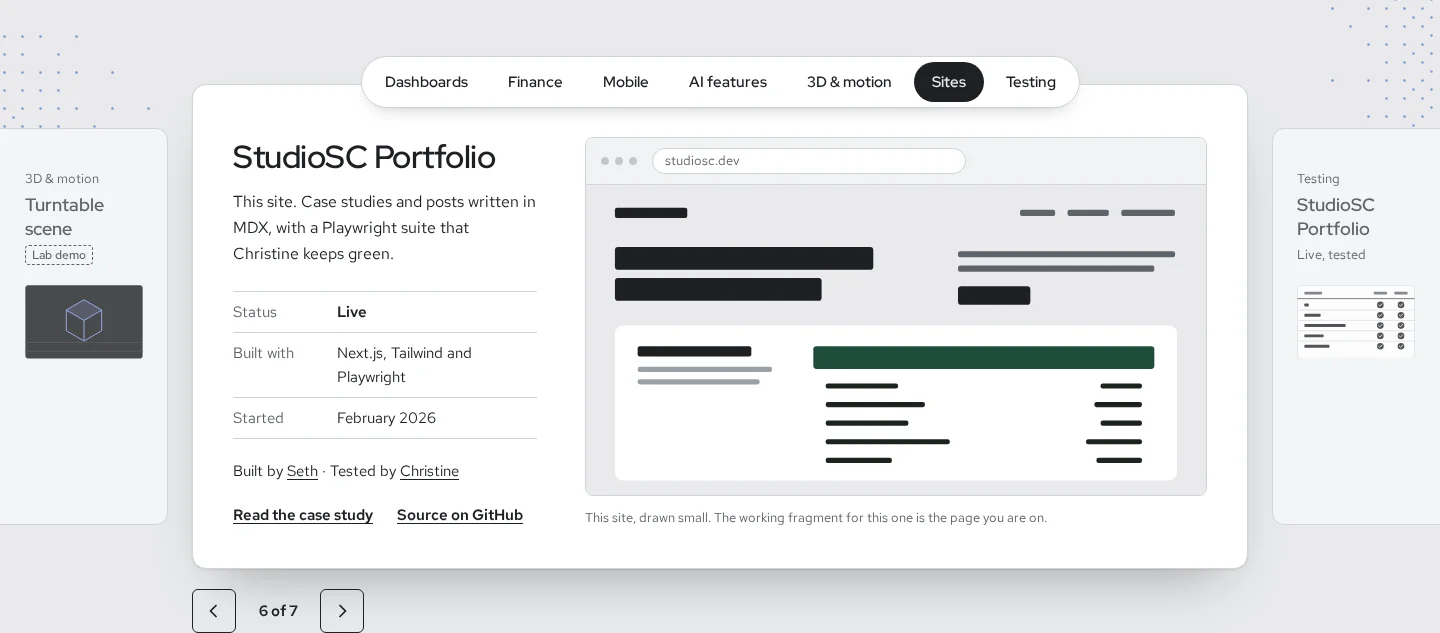 Dashboards Finance Mobile AI features 3D & motion Sites Testing
3D & motion
Turntable
scene
Lab demo
StudioSC Portfolio
This site. Case studies and posts written in
MDX, with a Playwright suite that
Christine keeps green.
Status Live
Built with Next.js, Tailwind and
Playwright
Started February 2026
Built by Seth · Tested by Christine
Read the case study Source on GitHub
studiosc.dev
This site, drawn small. The working fragment for this one is the page you are on.
Testing
StudioSC
Portfolio
Live, tested
6 of 7